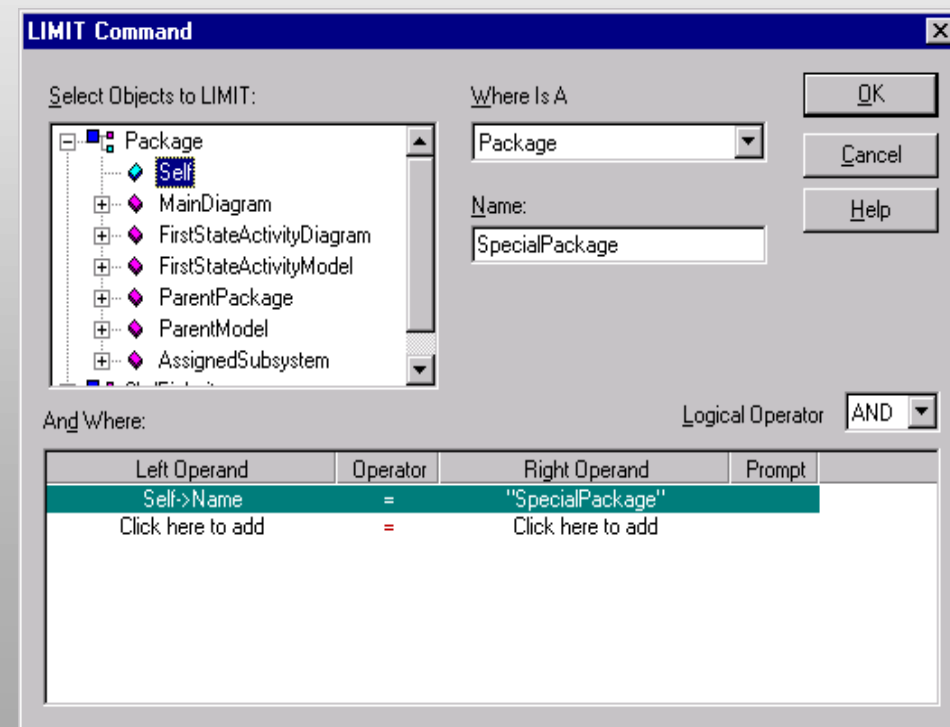 LIMIT Command
Select Objects to LIMIT:
Package
Self
MainDiagram
FirstStateActivityDiagram
FirstStateActivityModel
ParentPackage
ParentModel
AssignedSubsystem
Where Is A
Package
Name:
SpecialPackage
OK
Cancel
Help
And Where:
Logical Operator AND
Left Operand Operator Right Operand Prompt
Self->Name = "SpecialPackage"
Click here to add = Click here to add